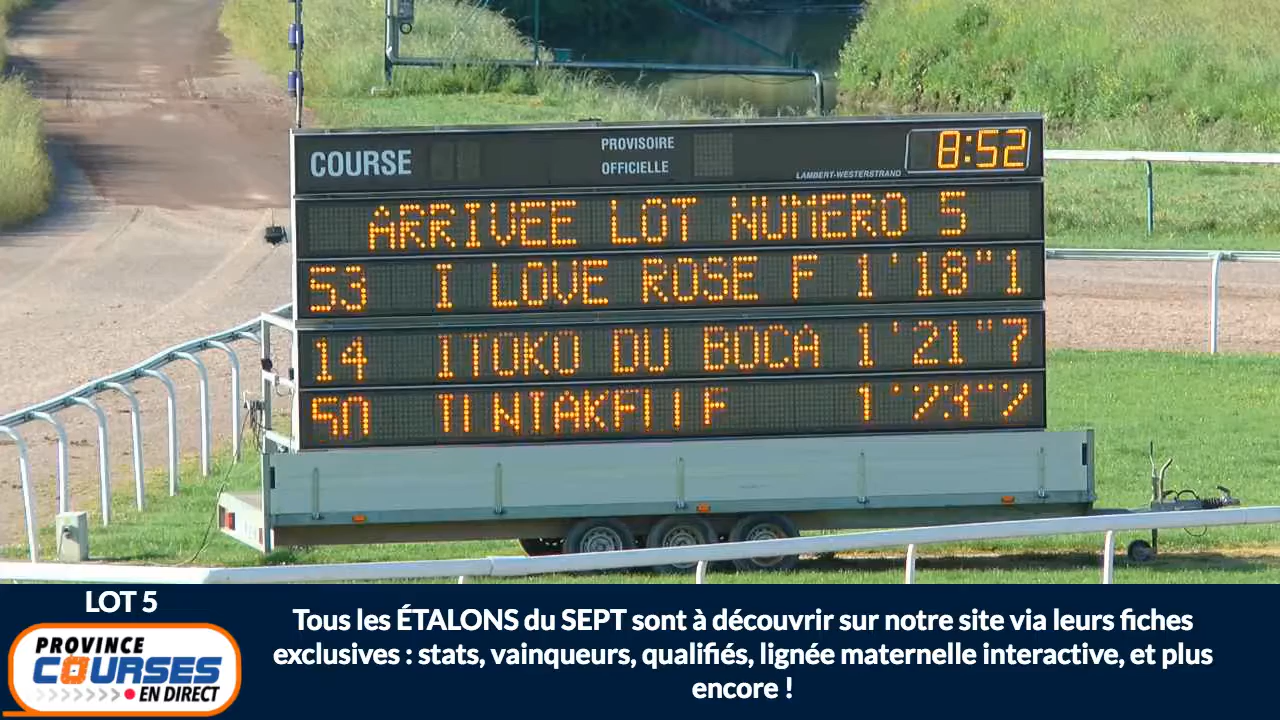 COURSE
PROVISOIRE
OFFICIELLE
8:52
LAMBERT-WESTERSTRAND
ARRIVEE LOT NUMERO 5
53 I LOVE ROSE F 1'18"1
14 ITOKO DU BOCA 1'21"7
50
LOT 5
PROVINCE
COURSES
EN DIRECT
Tous les ÉTALONS du SEPT sont à découvrir sur notre site via leurs fiches
exclusives : stats, vainqueurs, qualifiés, lignée maternelle interactive, et plus
encore !